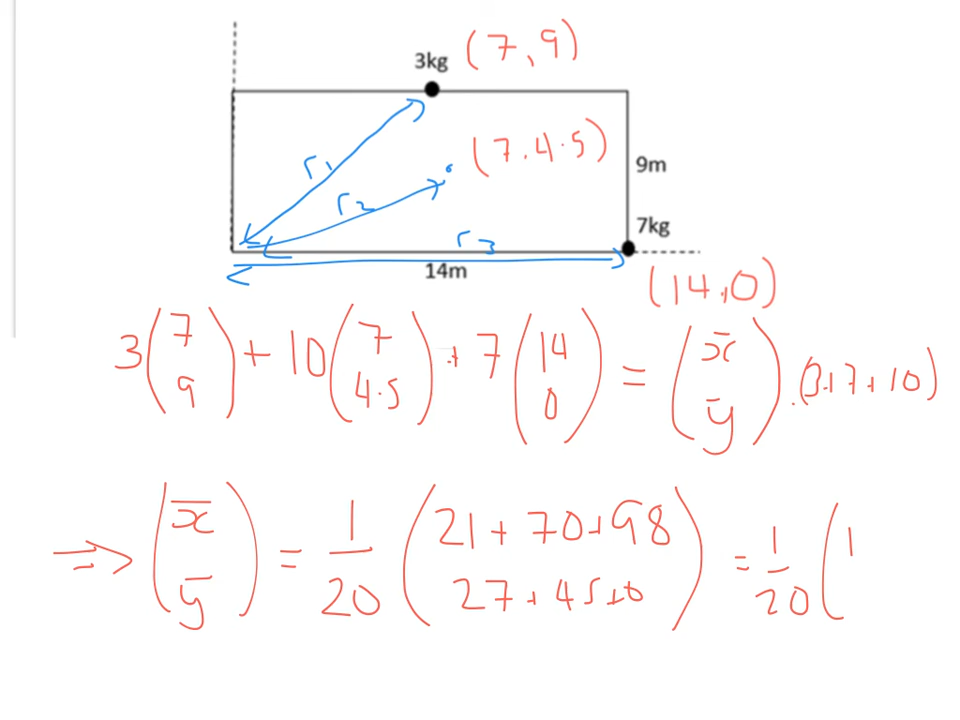 3kg (7,9)
(7.4.5)
r1
r2
9m
7kg
r3
14m
(14,0)
3(7 9) + 10(7 4.5) + 7(14 0) = (x̄ ȳ).(3+7+10)
⇒ (x̄ ȳ) = 1/20 (21+70+98 27+45+0) = 1/20 (1